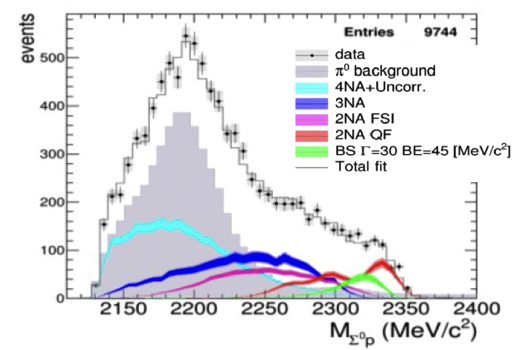 events
Entries 9744
data
π⁰ background
4NA+Uncorr.
3NA
2NA FSI
2NA QF
BS Γ=30 BE=45 [MeV/c²]
Total fit
500
400
300
200
100
0
2150 2200 2250 2300 2350 2400
M_Σ⁰p (MeV/c²)